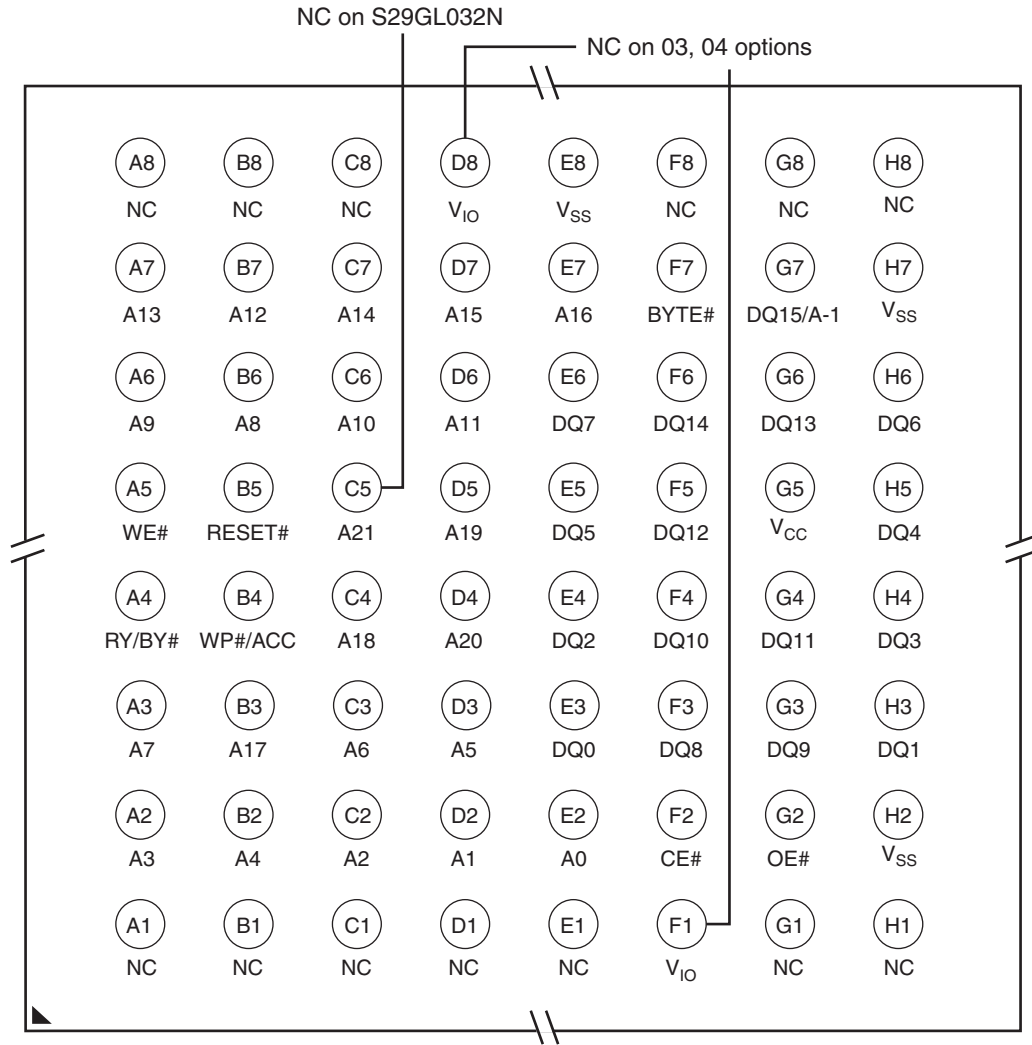 NC on S29GL032N
NC on 03, 04 options
A8 B8 C8 D8 E8 F8 G8 H8
NC NC NC VIO VSS NC NC NC
A7 B7 C7 D7 E7 F7 G7 H7
A13 A12 A14 A15 A16 BYTE# DQ15/A-1 VSS
A6 B6 C6 D6 E6 F6 G6 H6
A9 A8 A10 A11 DQ7 DQ14 DQ13 DQ6
A5 B5 C5 D5 E5 F5 G5 H5
WE# RESET# A21 A19 DQ5 DQ12 VCC DQ4
A4 B4 C4 D4 E4 F4 G4 H4
RY/BY# WP#/ACC A18 A20 DQ2 DQ10 DQ11 DQ3
A3 B3 C3 D3 E3 F3 G3 H3
A7 A17 A6 A5 DQ0 DQ8 DQ9 DQ1
A2 B2 C2 D2 E2 F2 G2 H2
A3 A4 A2 A1 A0 CE# OE# VSS
A1 B1 C1 D1 E1 F1 G1 H1
NC NC NC NC NC VIO NC NC